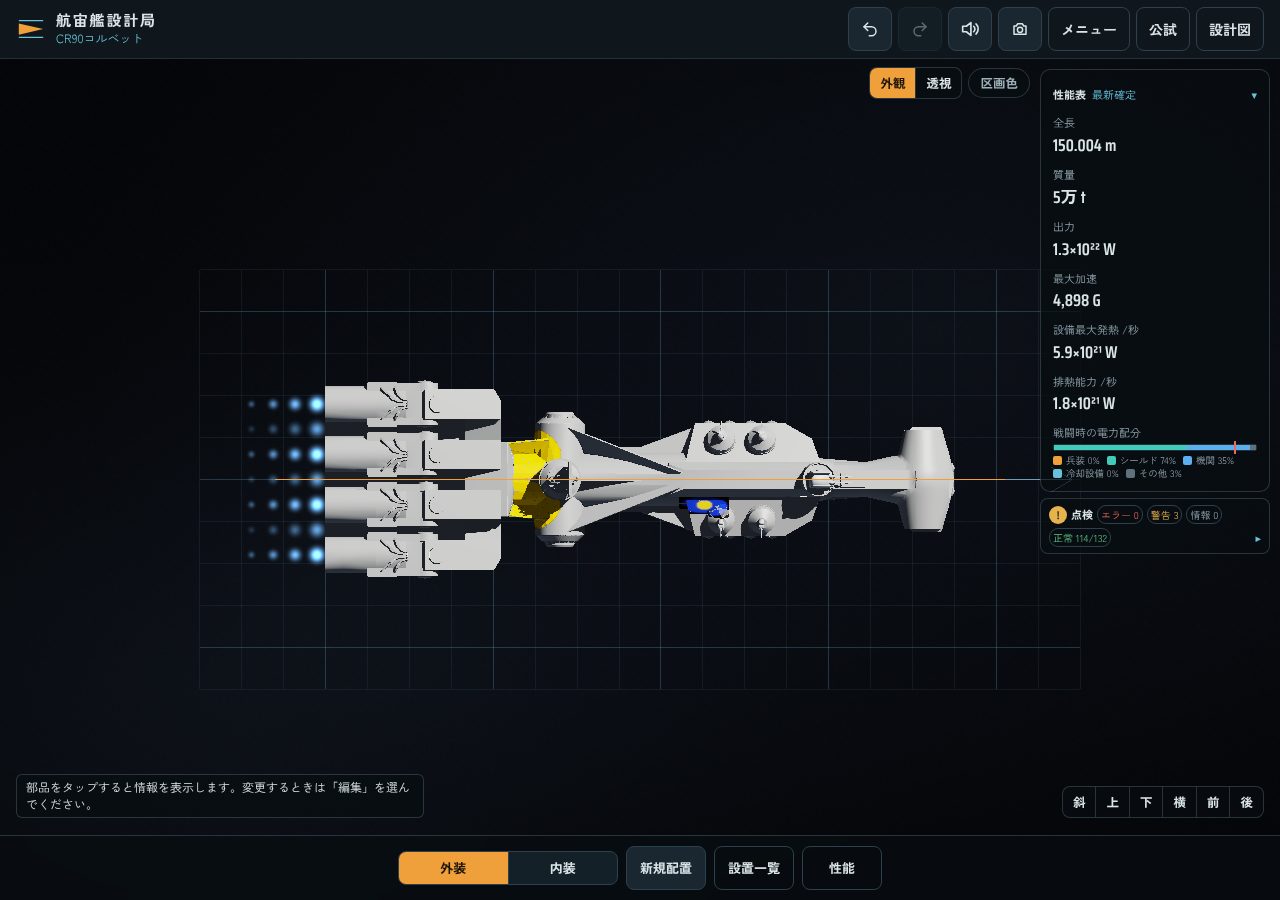 航宙艦設計局
CR90コルベット
メニュー
公試
設計図
外観
透視
区画色
性能表 最新確定 ▼
全長
150.004 m
質量
5万 t
出力
1.3×10²² W
最大加速
4,898 G
設備最大発熱 /秒
5.9×10²¹ W
排熱能力 /秒
1.8×10²¹ W
戦闘時の電力配分
兵装 0% シールド 74% 機関 35%
冷却設備 0% その他 3%
! 点検 エラー 0 警告 3 情報 0
正常 114/132 ►
部品をタップすると情報を表示します。変更するときは「編集」を選ん
でください。
斜 上 下 横 前 後
外装
内装
新規配置
設置一覧
性能